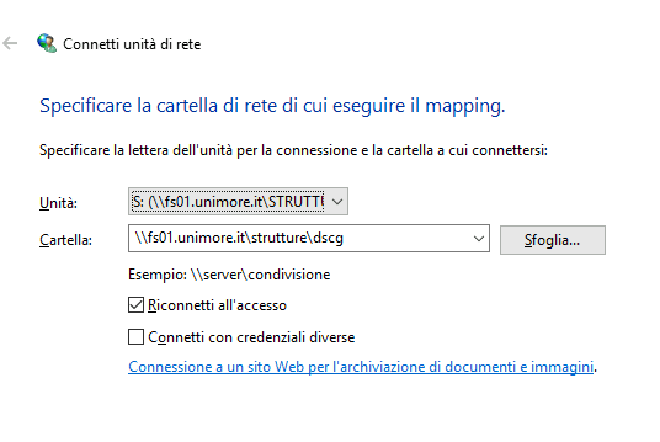 Connetti unità di rete
Specificare la cartella di rete di cui eseguire il mapping.
Specificare la lettera dell'unità per la connessione e la cartella a cui connettersi:
Unità: S: (\\fs01.unimore.it\STRUTTU
Cartella: \\fs01.unimore.it\strutture\dscg Sfoglia...
Esempio: \\server\condivisione
Riconnetti all'accesso
Connetti con credenziali diverse
Connessione a un sito Web per l'archiviazione di documenti e immagini.